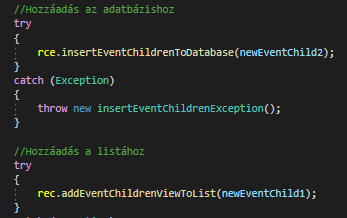 //Hozzáadás az adatbázishoz
try
{
rce.insertEventChildrenToDatabase(newEventChild2);
}
catch (Exception)
{
throw new insertEventChildrenException();
}
//Hozzáadás a listához
try
{
rec.addEventChildrenViewToList(newEventChild1);
}